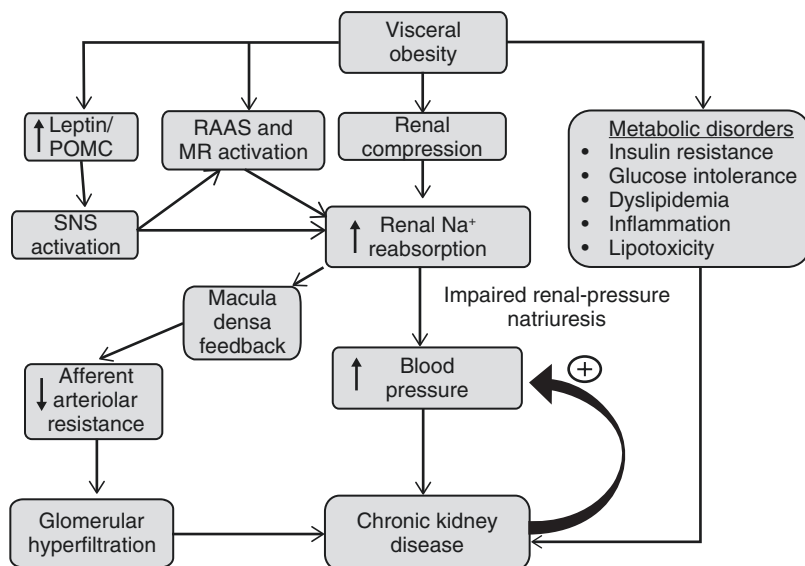 Visceral
obesity
↑ Leptin/
POMC
RAAS and
MR activation
Renal
compression
Metabolic disorders
• Insulin resistance
• Glucose intolerance
• Dyslipidemia
• Inflammation
• Lipotoxicity
SNS
activation
↑ Renal Na⁺
reabsorption
Macula
densa
feedback
Impaired renal-pressure
natriuresis
↓ Afferent
arteriolar
resistance
↑ Blood
pressure
+
Glomerular
hyperfiltration
Chronic kidney
disease